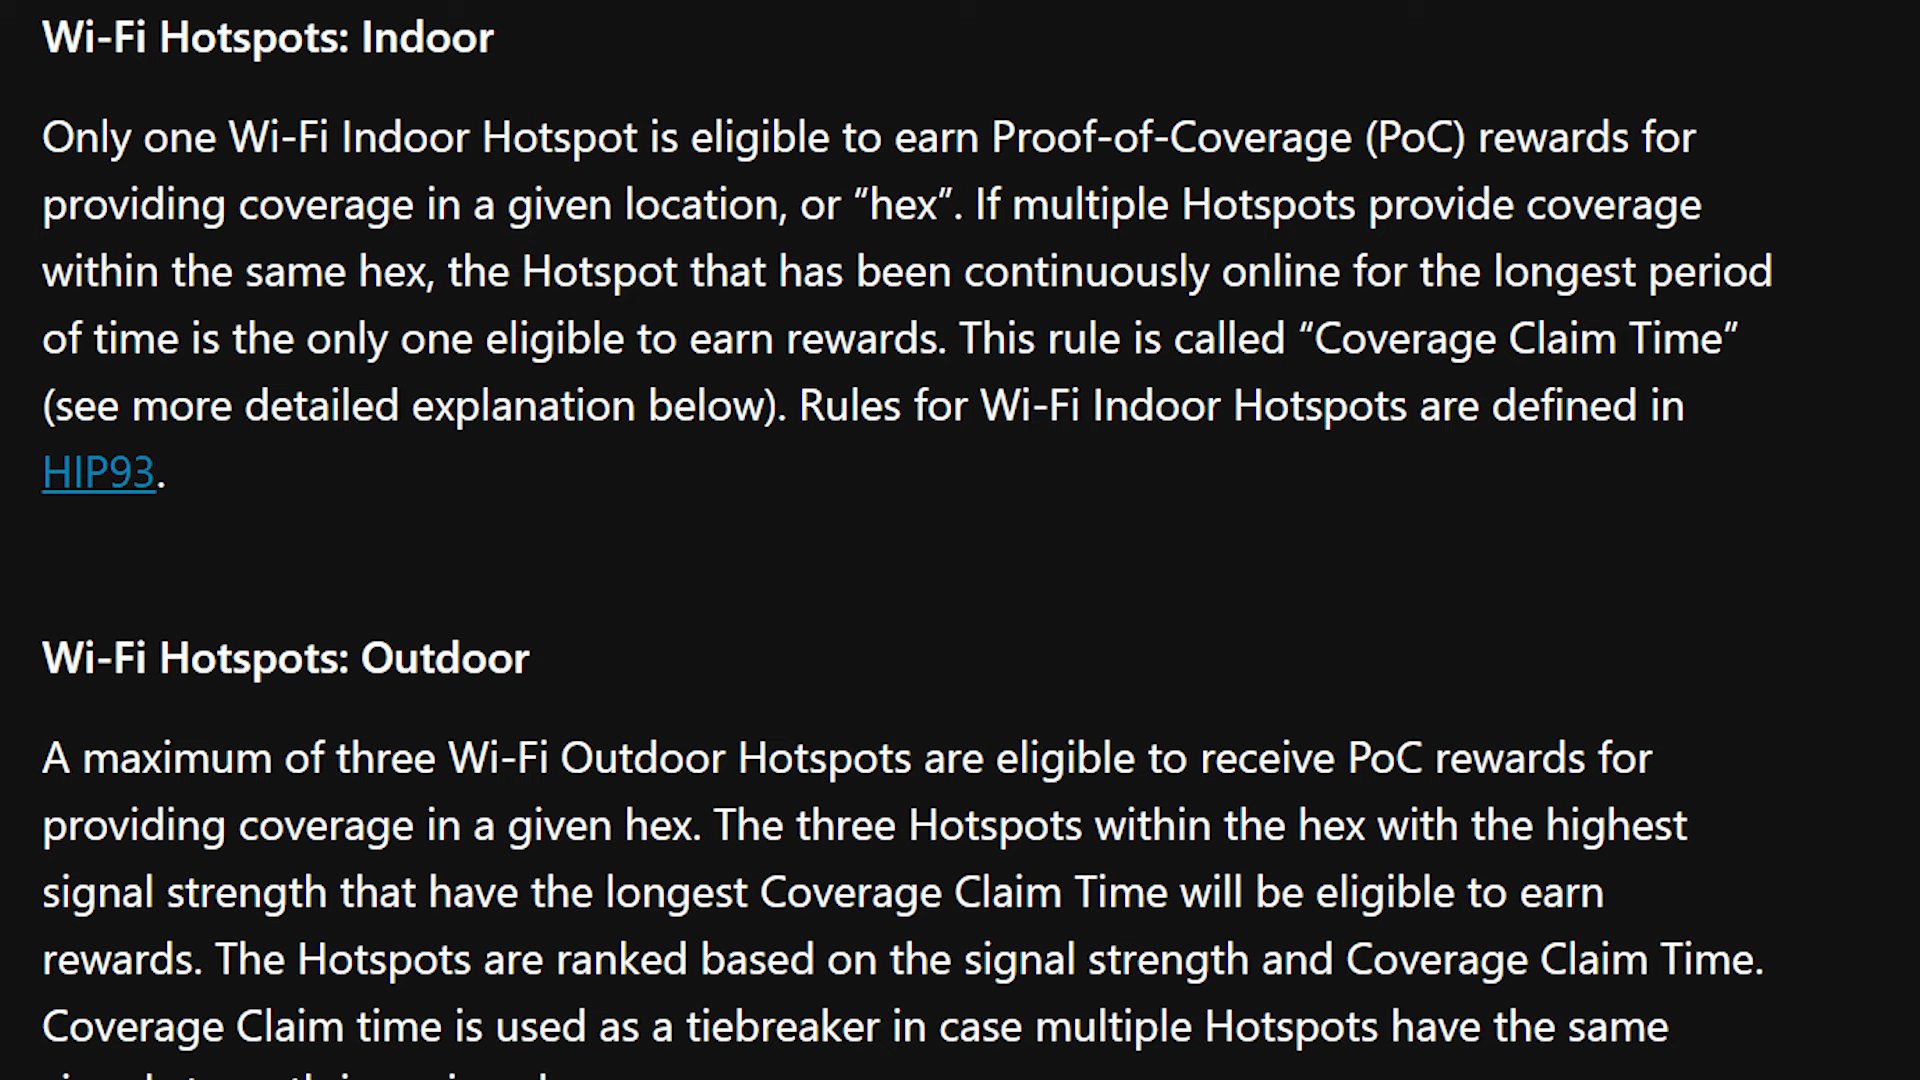 Wi-Fi Hotspots: Indoor
Only one Wi-Fi Indoor Hotspot is eligible to earn Proof-of-Coverage (PoC) rewards for
providing coverage in a given location, or “hex”. If multiple Hotspots provide coverage
within the same hex, the Hotspot that has been continuously online for the longest period
of time is the only one eligible to earn rewards. This rule is called “Coverage Claim Time”
(see more detailed explanation below). Rules for Wi-Fi Indoor Hotspots are defined in
HIP93.
Wi-Fi Hotspots: Outdoor
A maximum of three Wi-Fi Outdoor Hotspots are eligible to receive PoC rewards for
providing coverage in a given hex. The three Hotspots within the hex with the highest
signal strength that have the longest Coverage Claim Time will be eligible to earn
rewards. The Hotspots are ranked based on the signal strength and Coverage Claim Time.
Coverage Claim time is used as a tiebreaker in case multiple Hotspots have the same